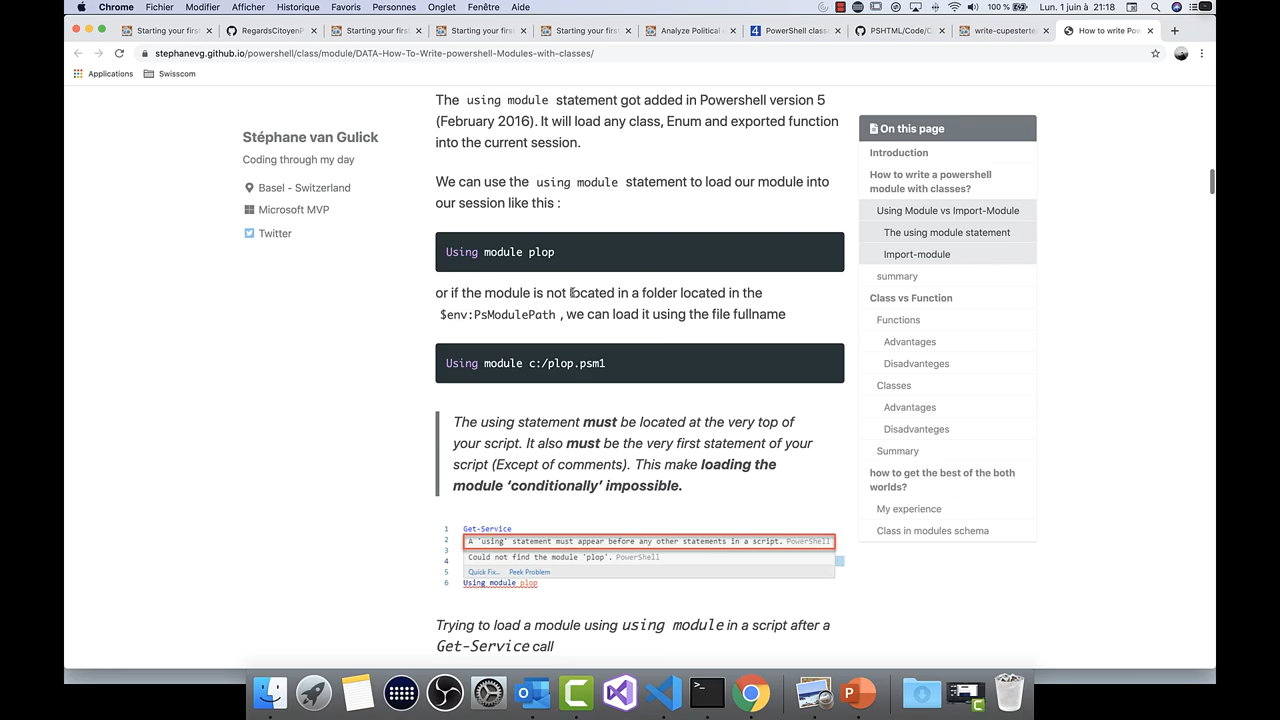 Chrome Fichier Modifier Afficher Historique Favoris Personnes Onglet Fenêtre Aide 100 % Lun. 1 juin à 21:18
Starting your first RegardsCitoyenP Starting your first Starting your first Starting your first Analyze Political PowerShell classe PSHTML/Code/C write-cupesterte How to write Pow
stephanevg.github.io/powershell/class/module/DATA-How-To-Write-powershell-Modules-with-classes/
Applications Swisscom
Stéphane van Gulick
Coding through my day
Basel - Switzerland
Microsoft MVP
Twitter
The using module statement got added in Powershell version 5
(February 2016). It will load any class, Enum and exported function
into the current session.
We can use the using module statement to load our module into
our session like this :
Using module plop
or if the module is not located in a folder located in the
$env:PsModulePath , we can load it using the file fullname
Using module c:/plop.psm1
The using statement must be located at the very top of
your script. It also must be the very first statement of your
script (Except of comments). This make loading the
module ‘conditionally’ impossible.
1 Get-Service
2 A 'using' statement must appear before any other statements in a script. PowerShell
3
4 Could not find the module 'plop'. PowerShell
5 Quick Fix... Peek Problem
6 Using module plop
Trying to load a module using using module in a script after a
Get-Service call
On this page
Introduction
How to write a powershell
module with classes?
Using Module vs Import-Module
The using module statement
Import-module
summary
Class vs Function
Functions
Advantages
Disadvanteges
Classes
Advantages
Disadvanteges
Summary
how to get the best of the both
worlds?
My experience
Class in modules schema